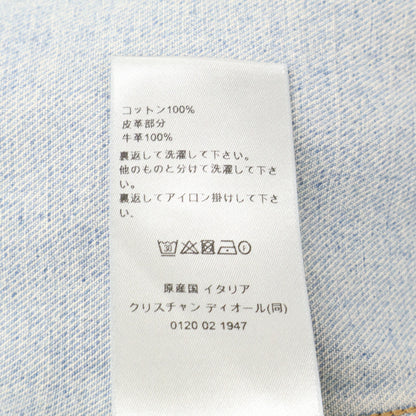 コットン100%
皮革部分
牛革100%
裏返して洗濯して下さい。
他のものと分けて洗濯して下さい。
裏返してアイロン掛けして下さい。
30
原産国 イタリア
クリスチャン ディオール(同)
0120 02 1947